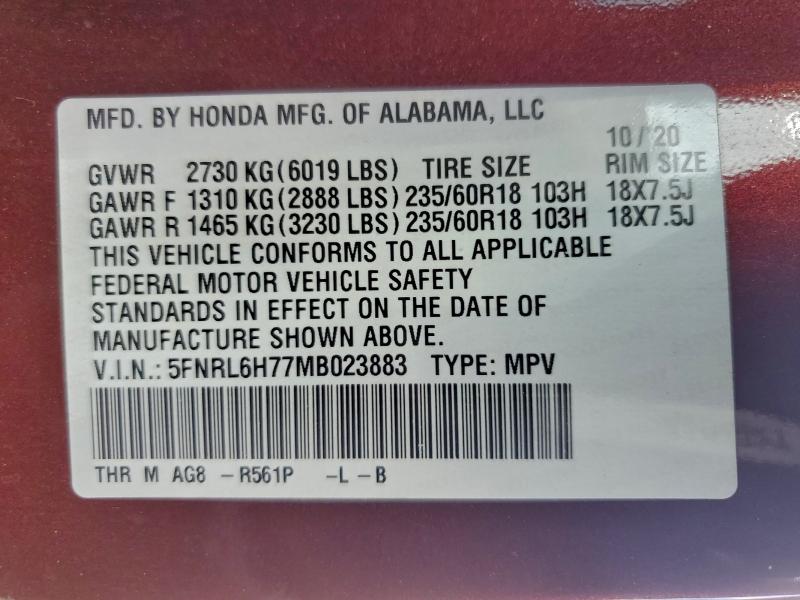 MFD. BY HONDA MFG. OF ALABAMA, LLC
10/'20
GVWR 2730 KG(6019 LBS) TIRE SIZE RIM SIZE
GAWR F 1310 KG(2888 LBS)235/60R18 103H 18X7.5J
GAWR R 1465 KG(3230 LBS)235/60R18 103H 18X7.5J
THIS VEHICLE CONFORMS TO ALL APPLICABLE
FEDERAL MOTOR VEHICLE SAFETY
STANDARDS IN EFFECT ON THE DATE OF
MANUFACTURE SHOWN ABOVE.
V.I.N.: 5FNRL6H77MB023883 TYPE: MPV
THR M AG8 -R561P -L -B